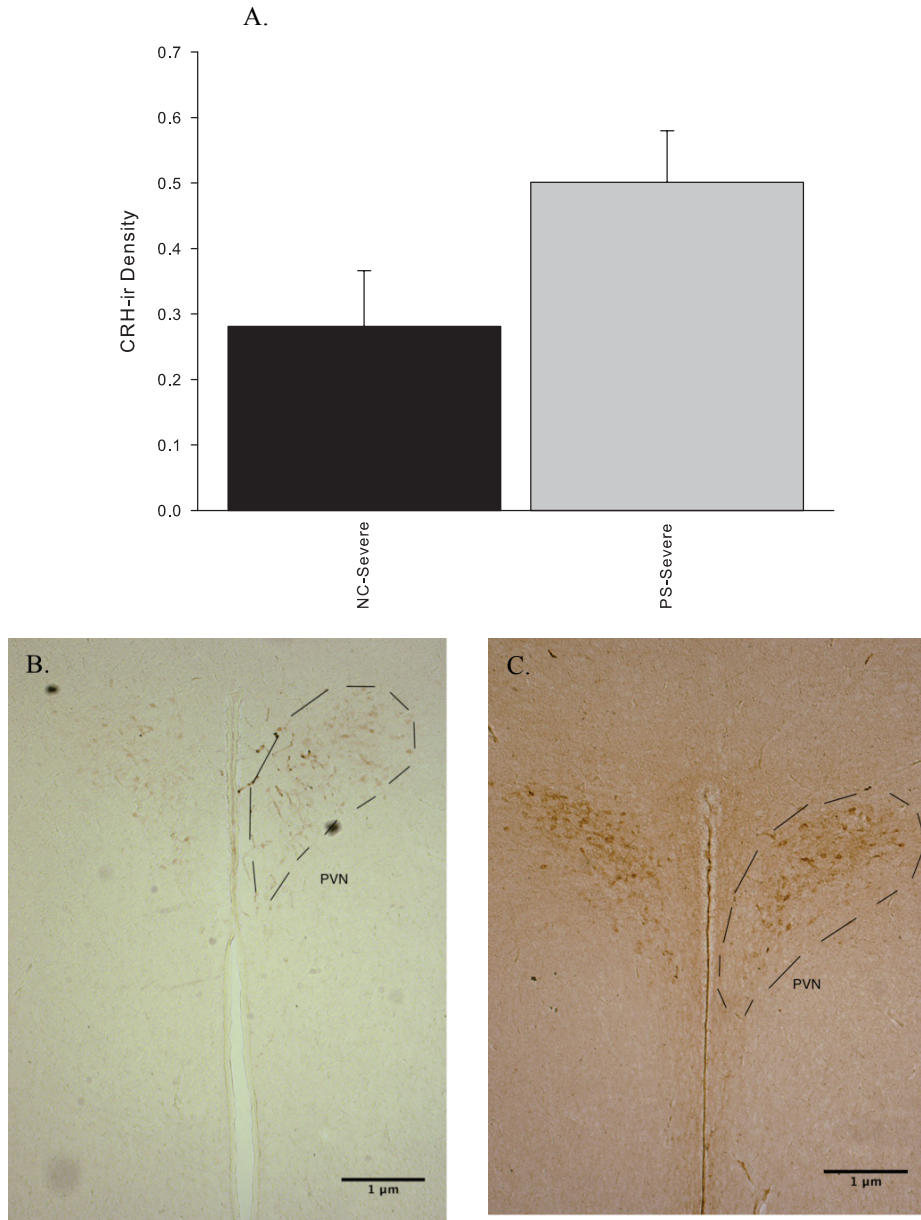 A.
0.7
0.6
0.5
0.4
0.3
0.2
0.1
0.0
CRH-ir Density
NC-Severe
PS-Severe
B.
PVN
1 µm
C.
PVN
1 µm